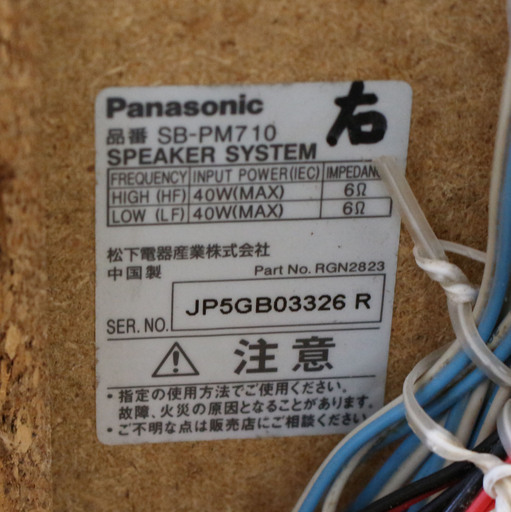 Panasonic 右
品番 SB-PM710
SPEAKER SYSTEM
FREQUENCY INPUT POWER(IEC) IMPEDANC
HIGH (HF) 40W(MAX) 6Ω
LOW (LF) 40W(MAX) 6Ω
松下電器産業株式会社
中国製 Part No. RGN2823
SER. NO. JP5GB03326 R
⚠ 注意
・指定の使用方法でご使用ください。
故障、火災の原因となることがあります。
・ご不明な点は販売店にご相談ください。